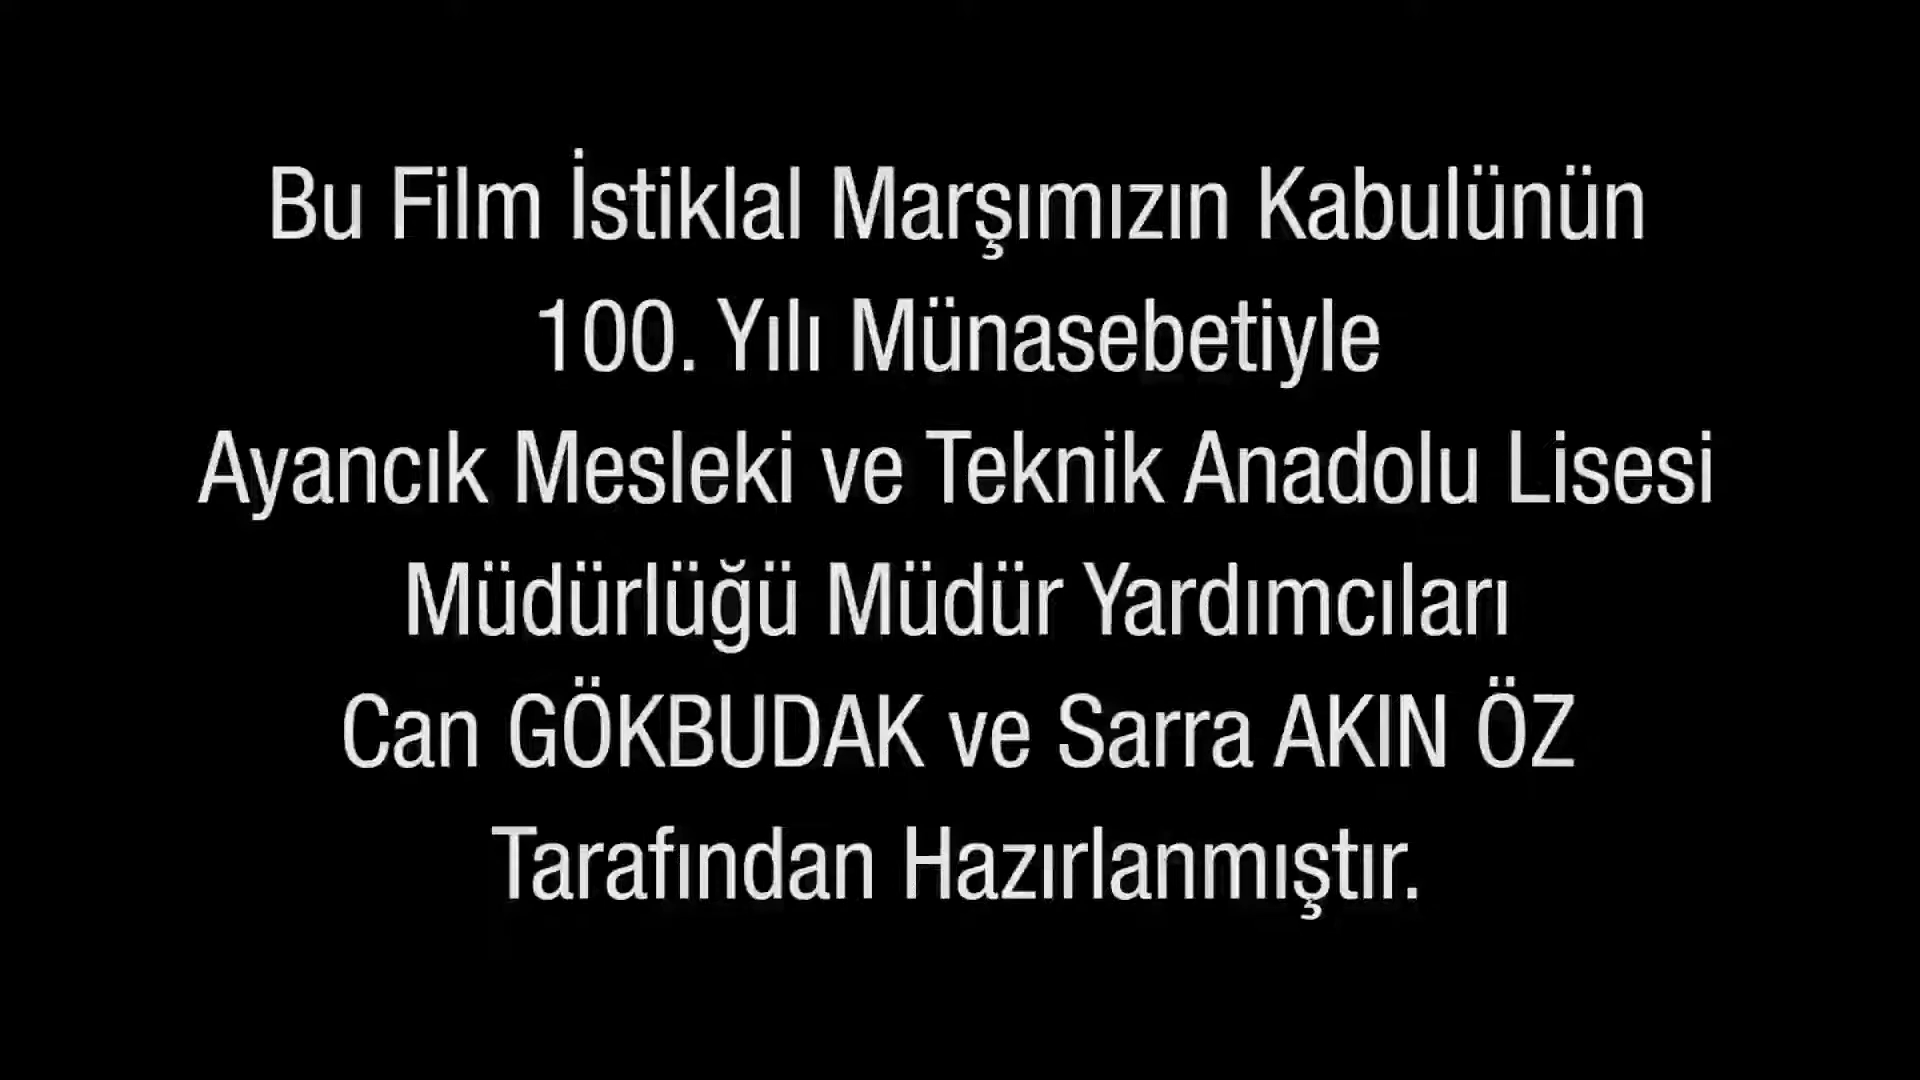 Bu Film İstiklal Marşımızın Kabulünün
100. Yılı Münasebetiyle
Ayancık Mesleki ve Teknik Anadolu Lisesi
Müdürlüğü Müdür Yardımcıları
Can GÖKBUDAK ve Sarra AKIN ÖZ
Tarafından Hazırlanmıştır.